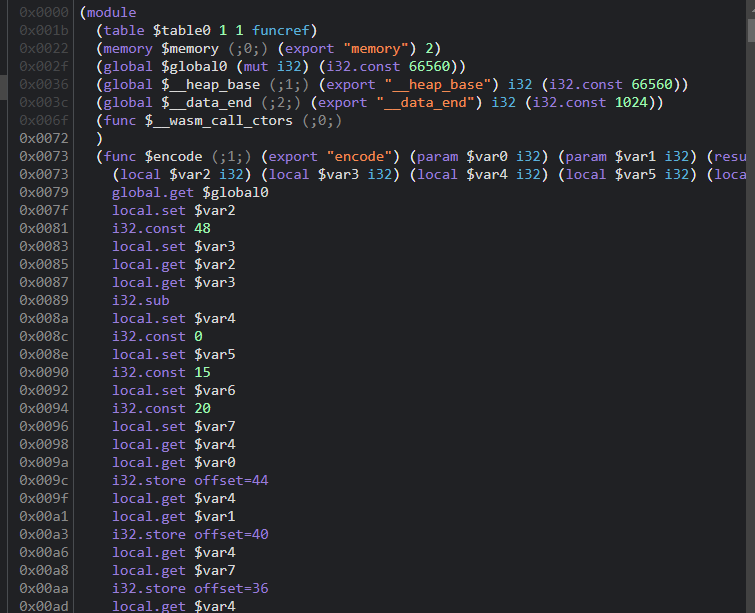 0x0000 (module
0x001b (table $table0 1 1 funcref)
0x0022 (memory $memory (;0;) (export "memory") 2)
0x002f (global $global0 (mut i32) (i32.const 66560))
0x0036 (global $__heap_base (;1;) (export "__heap_base") i32 (i32.const 66560))
0x003c (global $__data_end (;2;) (export "__data_end") i32 (i32.const 1024))
0x006f (func $__wasm_call_ctors (;0;)
0x0072 )
0x0073 (func $encode (;1;) (export "encode") (param $var0 i32) (param $var1 i32) (resu
0x0073 (local $var2 i32) (local $var3 i32) (local $var4 i32) (local $var5 i32) (loca
0x0079 global.get $global0
0x007f local.set $var2
0x0081 i32.const 48
0x0083 local.set $var3
0x0085 local.get $var2
0x0087 local.get $var3
0x0089 i32.sub
0x008a local.set $var4
0x008c i32.const 0
0x008e local.set $var5
0x0090 i32.const 15
0x0092 local.set $var6
0x0094 i32.const 20
0x0096 local.set $var7
0x0098 local.get $var4
0x009a local.get $var0
0x009c i32.store offset=44
0x009f local.get $var4
0x00a1 local.get $var1
0x00a3 i32.store offset=40
0x00a6 local.get $var4
0x00a8 local.get $var7
0x00aa i32.store offset=36
0x00ad local.get $var4